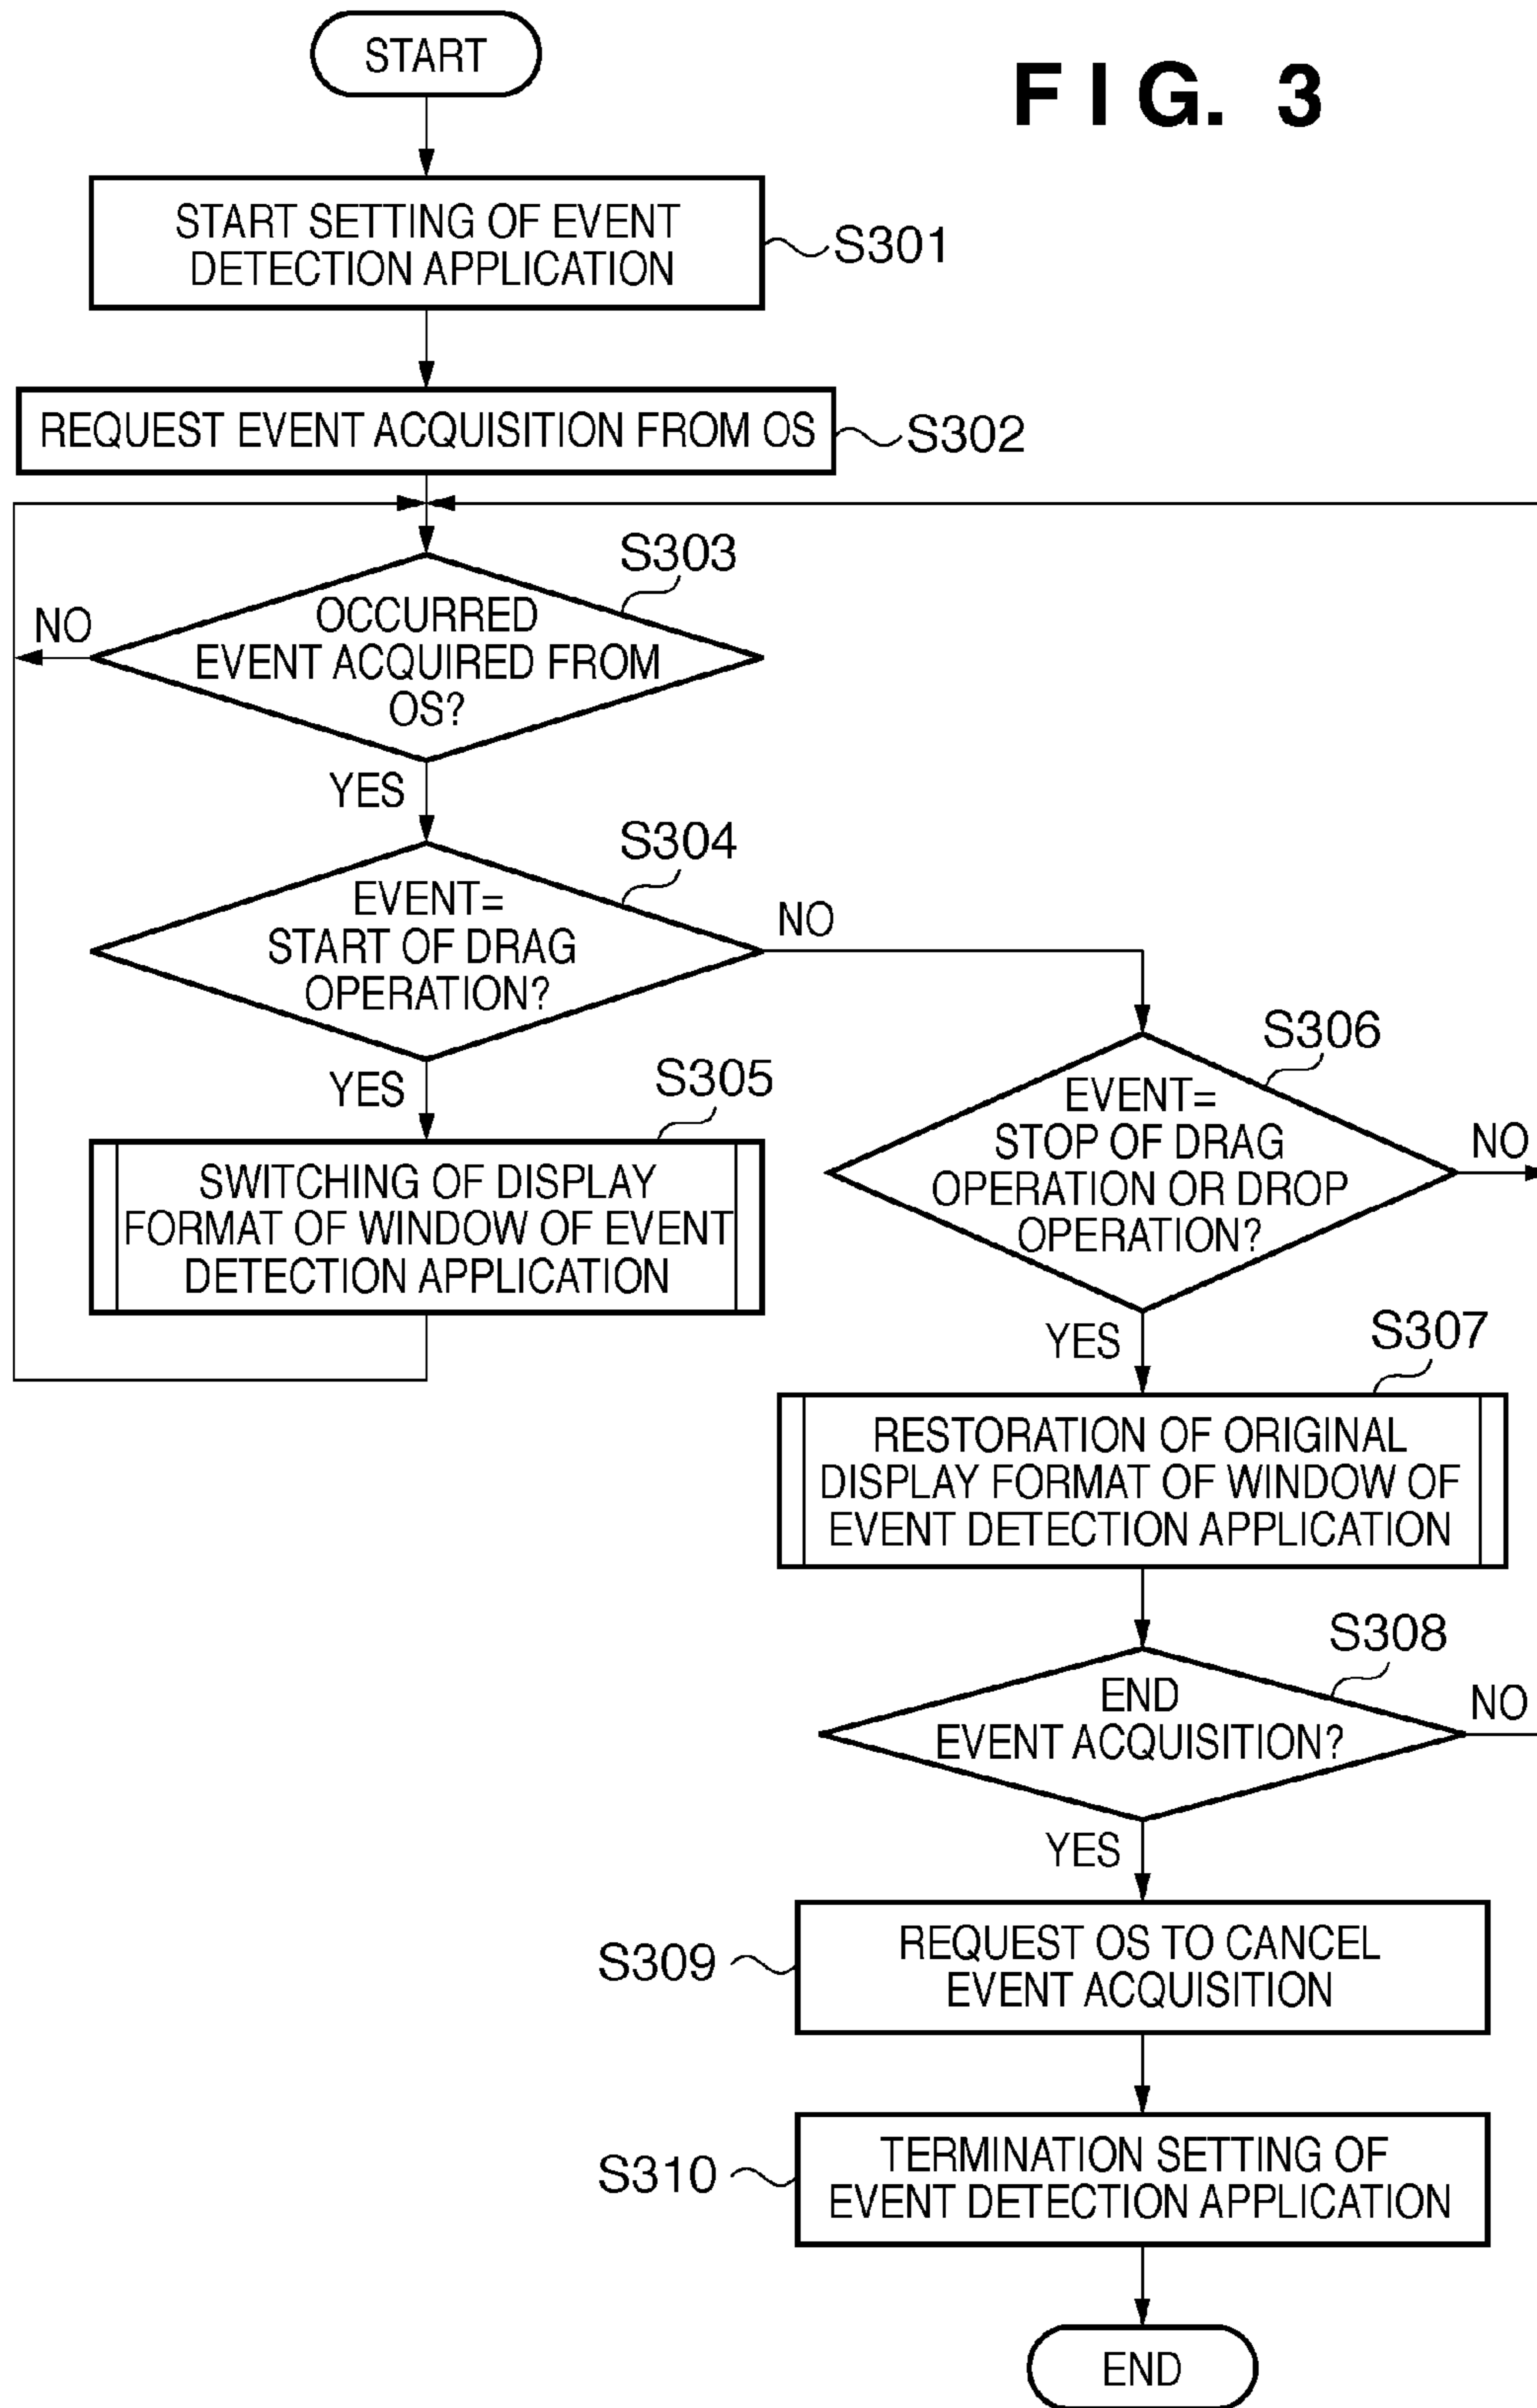 START
FIG. 3
START SETTING OF EVENT
DETECTION APPLICATION
S301
REQUEST EVENT ACQUISITION FROM OS
S302
S303
OCCURRED
EVENT ACQUIRED FROM
OS?
NO
YES
S304
EVENT=
START OF DRAG
OPERATION?
NO
YES
S305
SWITCHING OF DISPLAY
FORMAT OF WINDOW OF EVENT
DETECTION APPLICATION
S306
EVENT=
STOP OF DRAG
OPERATION OR DROP
OPERATION?
NO
YES
S307
RESTORATION OF ORIGINAL
DISPLAY FORMAT OF WINDOW OF
EVENT DETECTION APPLICATION
S308
END
EVENT ACQUISITION?
NO
YES
S309
REQUEST OS TO CANCEL
EVENT ACQUISITION
S310
TERMINATION SETTING OF
EVENT DETECTION APPLICATION
END